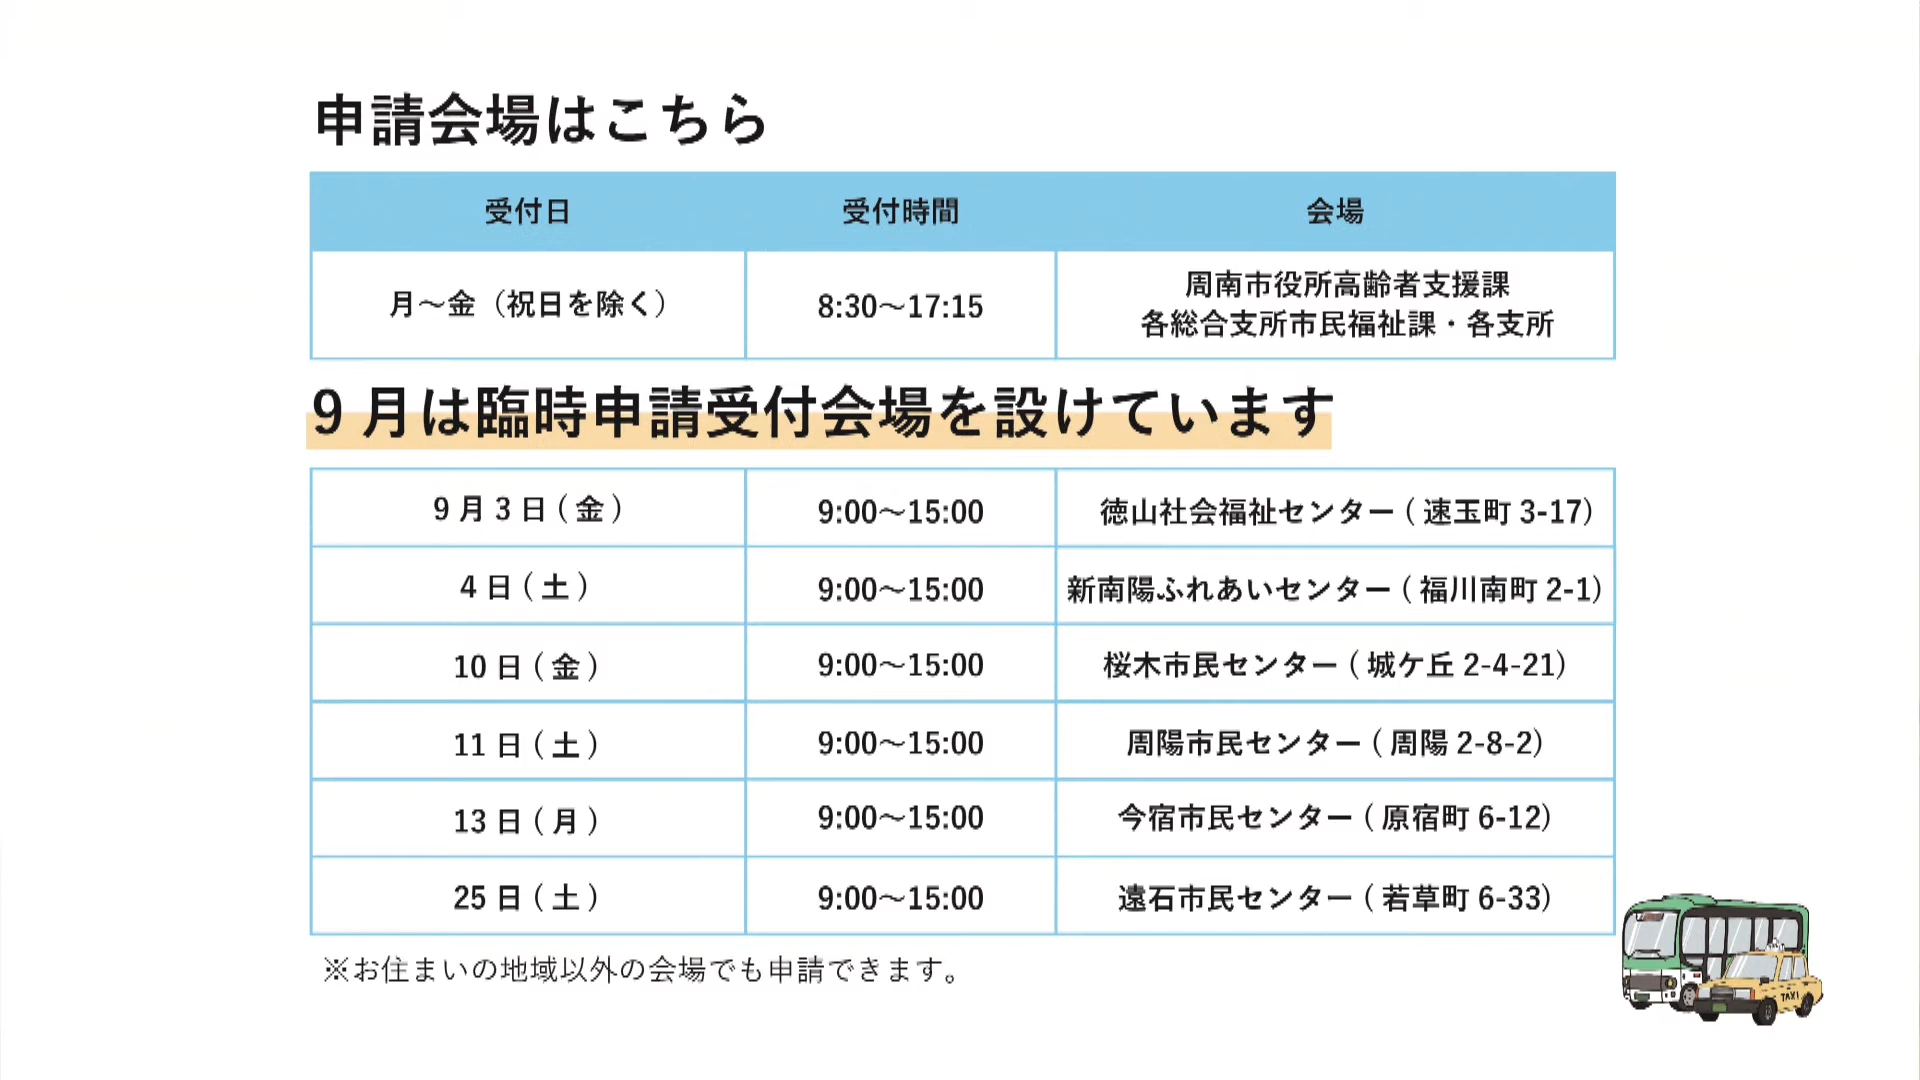 申請会場はこちら
受付日 受付時間 会場
月～金（祝日を除く） 8:30～17:15 周南市役所高齢者支援課
各総合支所市民福祉課・各支所
9 月は臨時申請受付会場を設けています
9 月 3 日 ( 金 ) 9:00～15:00 徳山社会福祉センター ( 速玉町 3-17)
4 日 ( 土 ) 9:00～15:00 新南陽ふれあいセンター ( 福川南町 2-1)
10 日 ( 金 ) 9:00～15:00 桜木市民センター ( 城ケ丘 2-4-21)
11 日 ( 土 ) 9:00～15:00 周陽市民センター ( 周陽 2-8-2)
13 日 ( 月 ) 9:00～15:00 今宿市民センター ( 原宿町 6-12)
25 日 ( 土 ) 9:00～15:00 遠石市民センター ( 若草町 6-33)
※お住まいの地域以外の会場でも申請できます。
TAXI